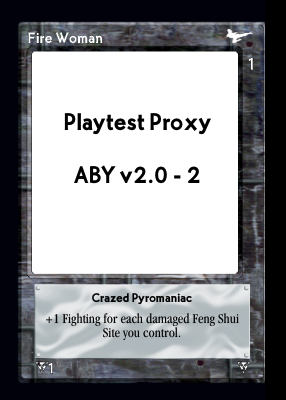 Fire Woman
1
Playtest Proxy
ABY v2.0 - 2
Crazed Pyromaniac
+1 Fighting for each damaged Feng Shui
Site you control.
1